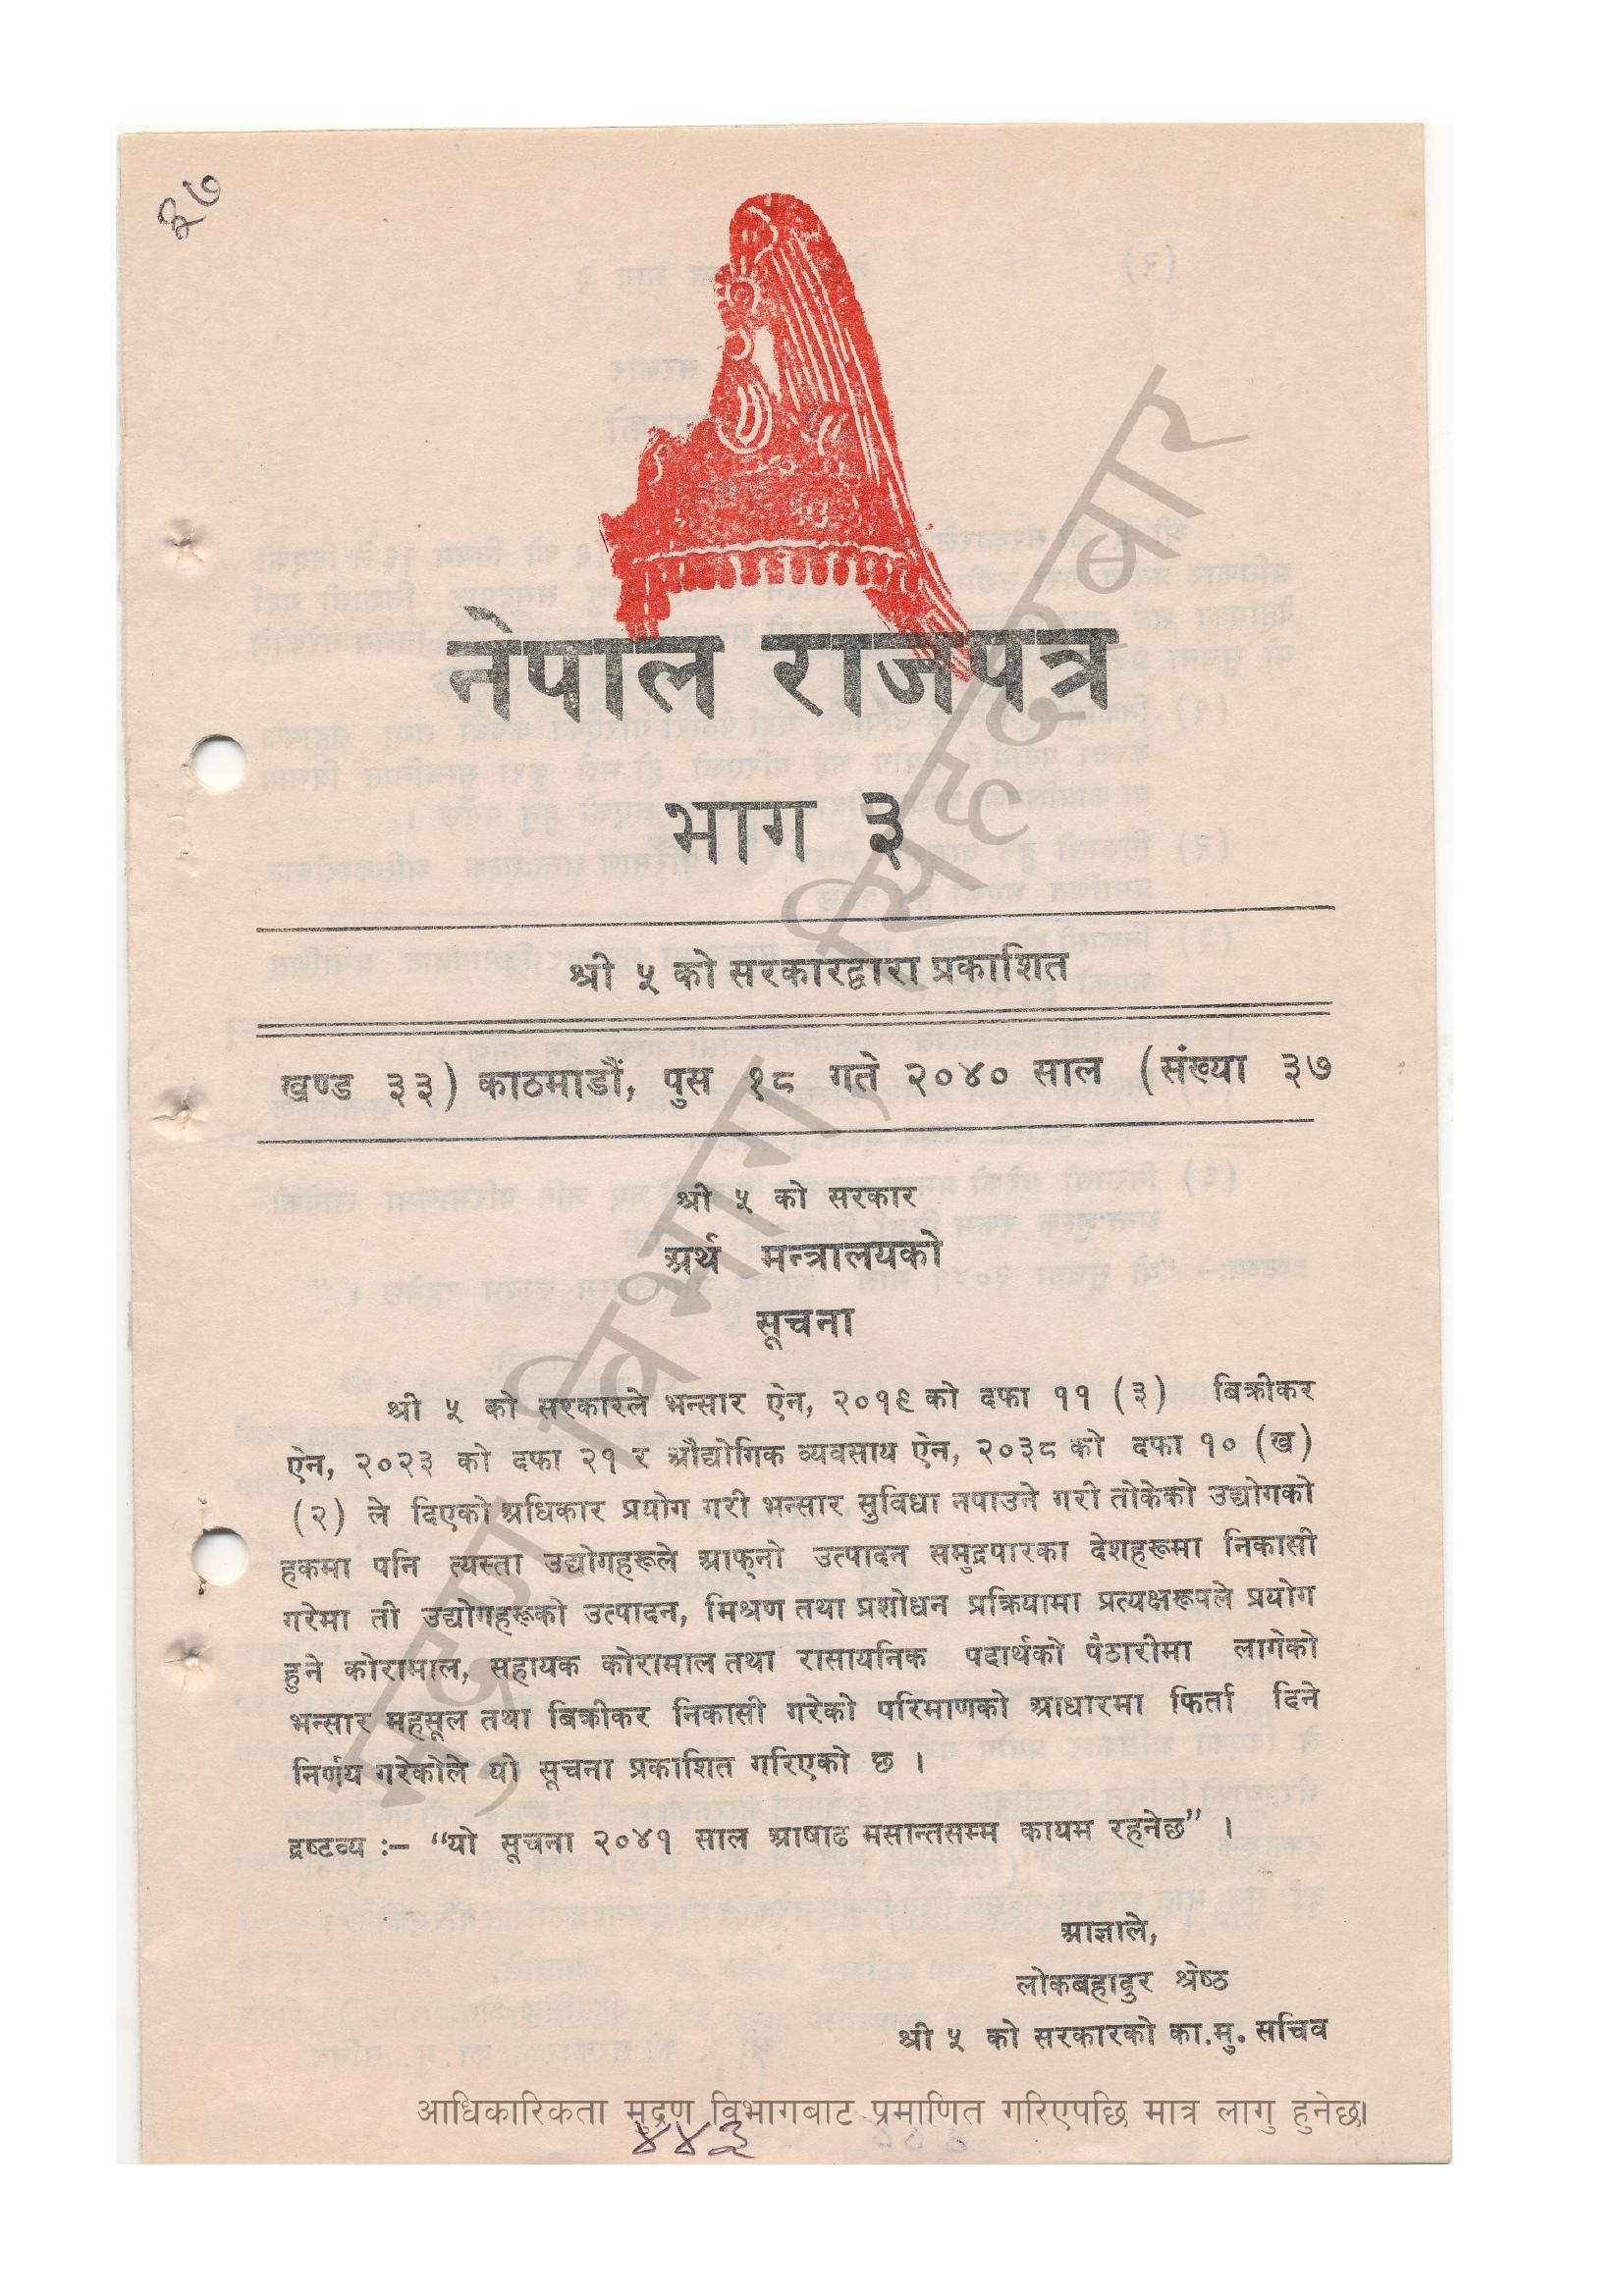 ३७
नेपाल राजपत्र
भाग ३
श्री ५ को सरकारद्वारा प्रकाशित
खण्ड ३३) काठमाडौं, पुस १८ गते २०४० साल (संख्या ३७
श्री ५ को सरकार
अर्थ मन्त्रालयको
सूचना
श्री ५ को सरकारले भन्सार ऐन, २०१९ को दफा ११ (३) बिक्रीकर
ऐन, २०२३ को दफा २१ र औद्योगिक व्यवसाय ऐन, २०३८ को दफा १० (ख)
(२) ले दिएको अधिकार प्रयोग गरी भन्सार सुविधा नपाउने गरी तोकेको उद्योगको
हकमा पनि त्यस्ता उद्योगहरूले आफ्‌नो उत्पादन समुद्रपारका देशहरूमा निकासी
गरेमा ती उद्योगहरूको उत्पादन, मिश्रण तथा प्रशोधन प्रक्रियामा प्रत्यक्षरूपले प्रयोग
हुने कोरामाल, सहायक कोरामाल तथा रासायनिक पदार्थको पैठारीमा लागेको
भन्सार महसूल तथा बिक्रीकर निकासी गरेको परिमाणको आधारमा फिर्ता दिने
निर्णय गरेकोले यो सूचना प्रकाशित गरिएको छ ।
द्रष्टव्य :– “यो सूचना २०४१ साल आषाढ मसान्तसम्म कायम रहनेछ” ।
आज्ञाले,
लोकबहादुर श्रेष्ठ
श्री ५ को सरकारको का.मु. सचिव
आधिकारिकता मुद्रण विभागबाट प्रमाणित गरिएपछि मात्र लागु हुनेछ।
४४३
मुद्रण विभाग, सिंहदरबार